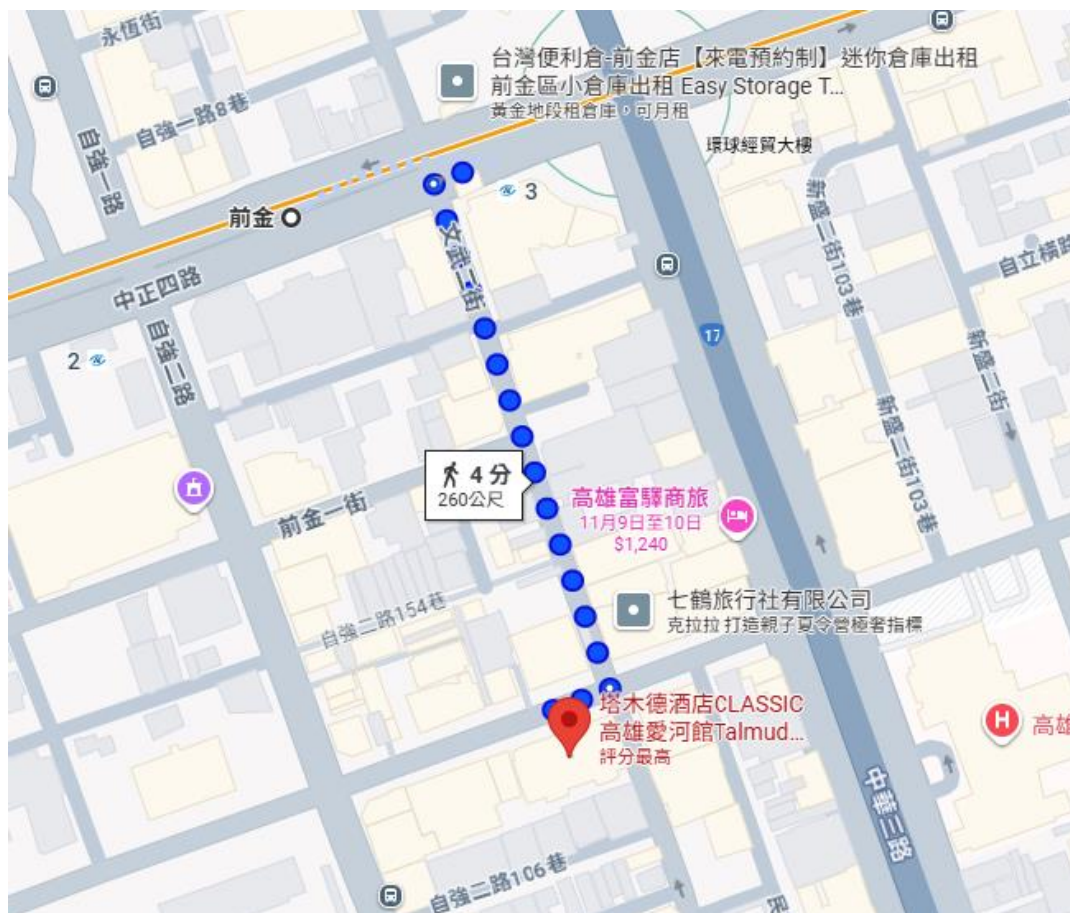 永恆街
台灣便利倉-前金店【來電預約制】迷你倉庫出租
前金區小倉庫出租 Easy Storage T...
黃金地段租倉庫，可月租
自強一路8巷
自強一路
環球經貿大樓
3
前金
文武二街
新盛二街103巷
自立橫路
中正四路
自強二路
2
17
新盛二街
新盛二街103巷
4 分
260公尺
高雄富驛商旅
11月9日至10日
$1,240
前金一街
自強二路154巷
七鶴旅行社有限公司
克拉拉 打造親子夏令營極奢指標
塔木德酒店CLASSIC
高雄愛河館Talmud...
評分最高
H
高雄
中華三路
自強二路106巷